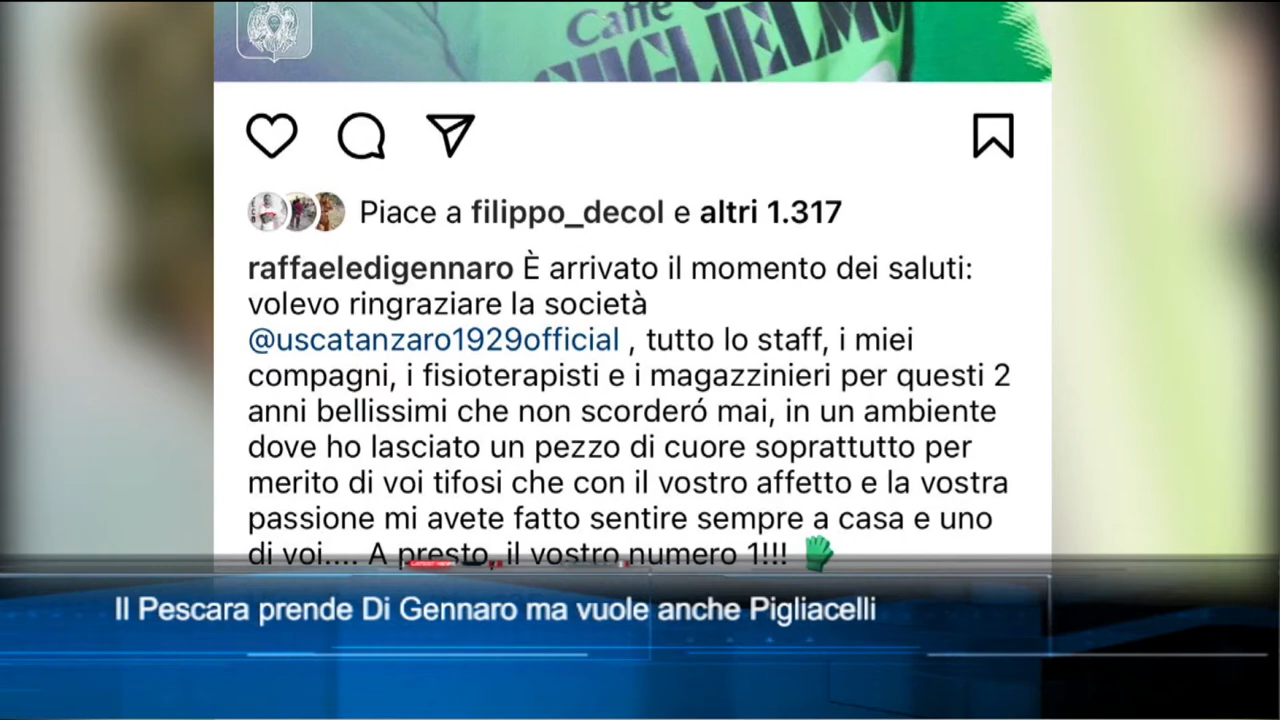 Caffè
GUGLIELMO
Piace a filippo_decol e altri 1.317
raffaeledigennaro È arrivato il momento dei saluti:
volevo ringraziare la società
@uscatanzaro1929official , tutto lo staff, i miei
compagni, i fisioterapisti e i magazzinieri per questi 2
anni bellissimi che non scorderó mai, in un ambiente
dove ho lasciato un pezzo di cuore soprattutto per
merito di voi tifosi che con il vostro affetto e la vostra
passione mi avete fatto sentire sempre a casa e uno
di voi.... A presto, il vostro numero 1!!!
LATEST NEWS
Il Pescara prende Di Gennaro ma vuole anche Pigliacelli